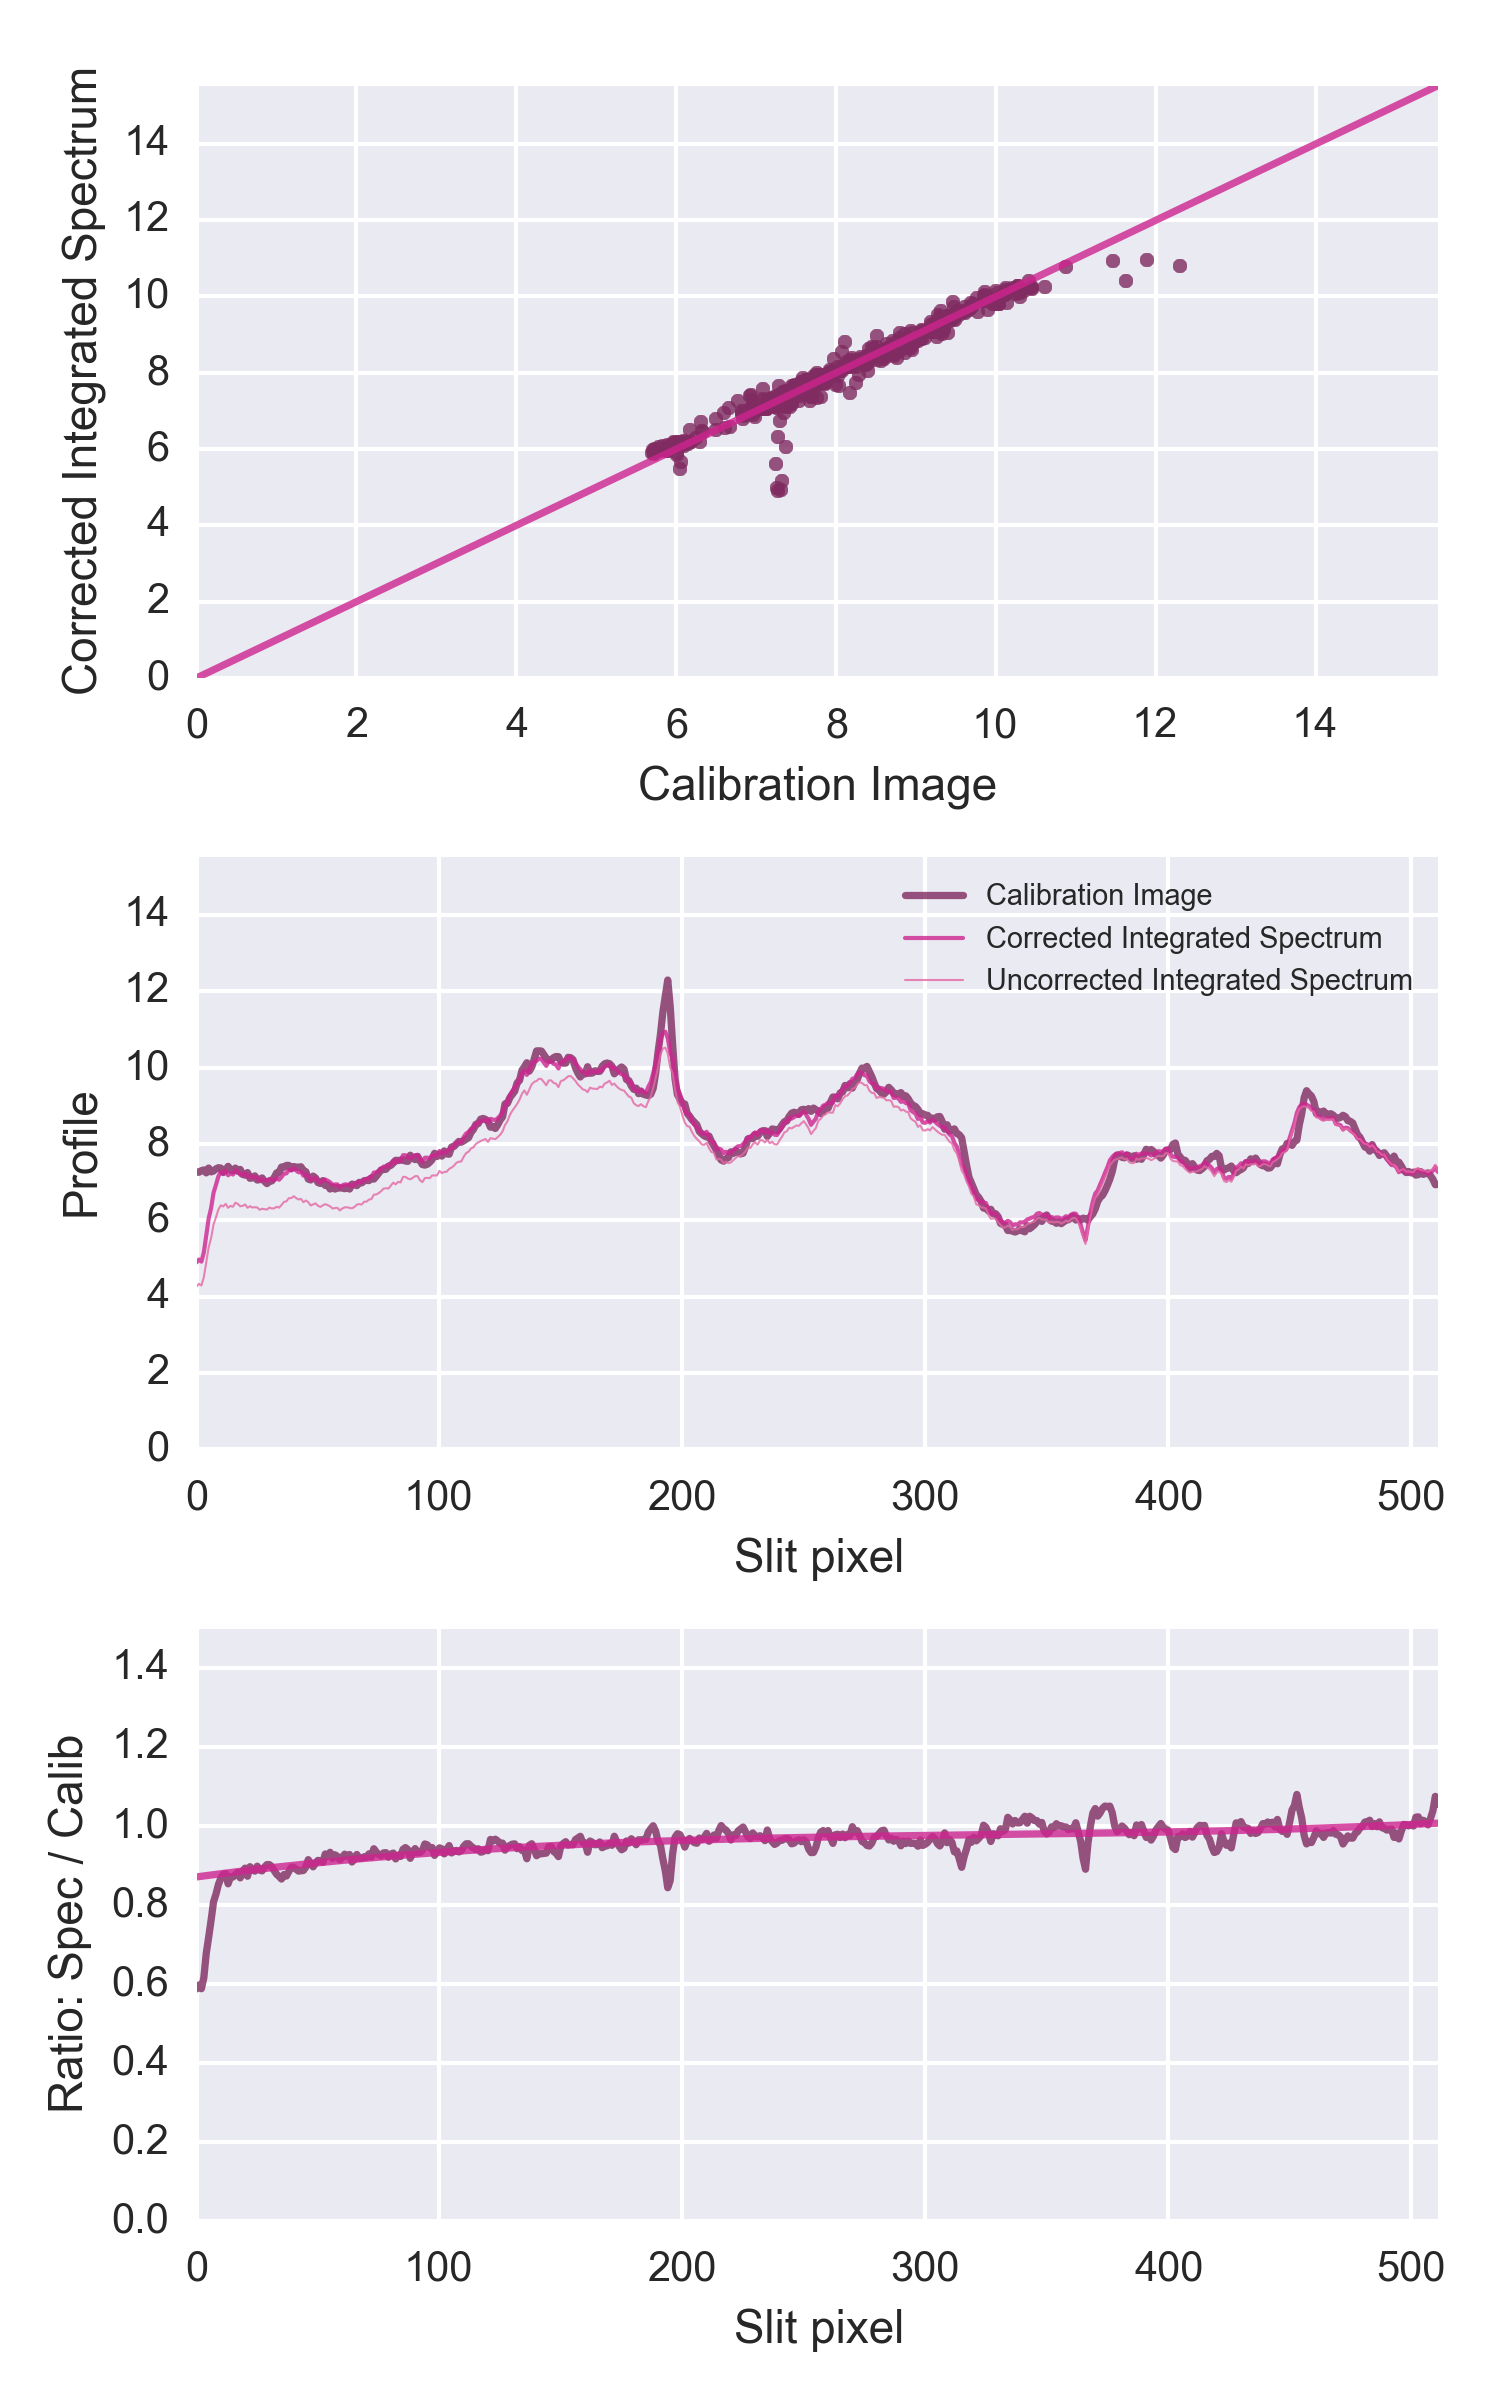 Corrected Integrated Spectrum
14
12
10
8
6
4
2
0
0 2 4 6 8 10 12 14
Calibration Image
Profile
14
12
10
8
6
4
2
0
Calibration Image
Corrected Integrated Spectrum
Uncorrected Integrated Spectrum
0 100 200 300 400 500
Slit pixel
Ratio: Spec / Calib
1.4
1.2
1.0
0.8
0.6
0.4
0.2
0.0
0 100 200 300 400 500
Slit pixel